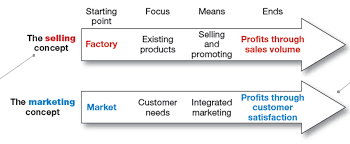 Starting point Focus Means Ends
The selling concept
Factory
Existing products
Selling and promoting
Profits through sales volume
The marketing concept
Market
Customer needs
Integrated marketing
Profits through customer satisfaction